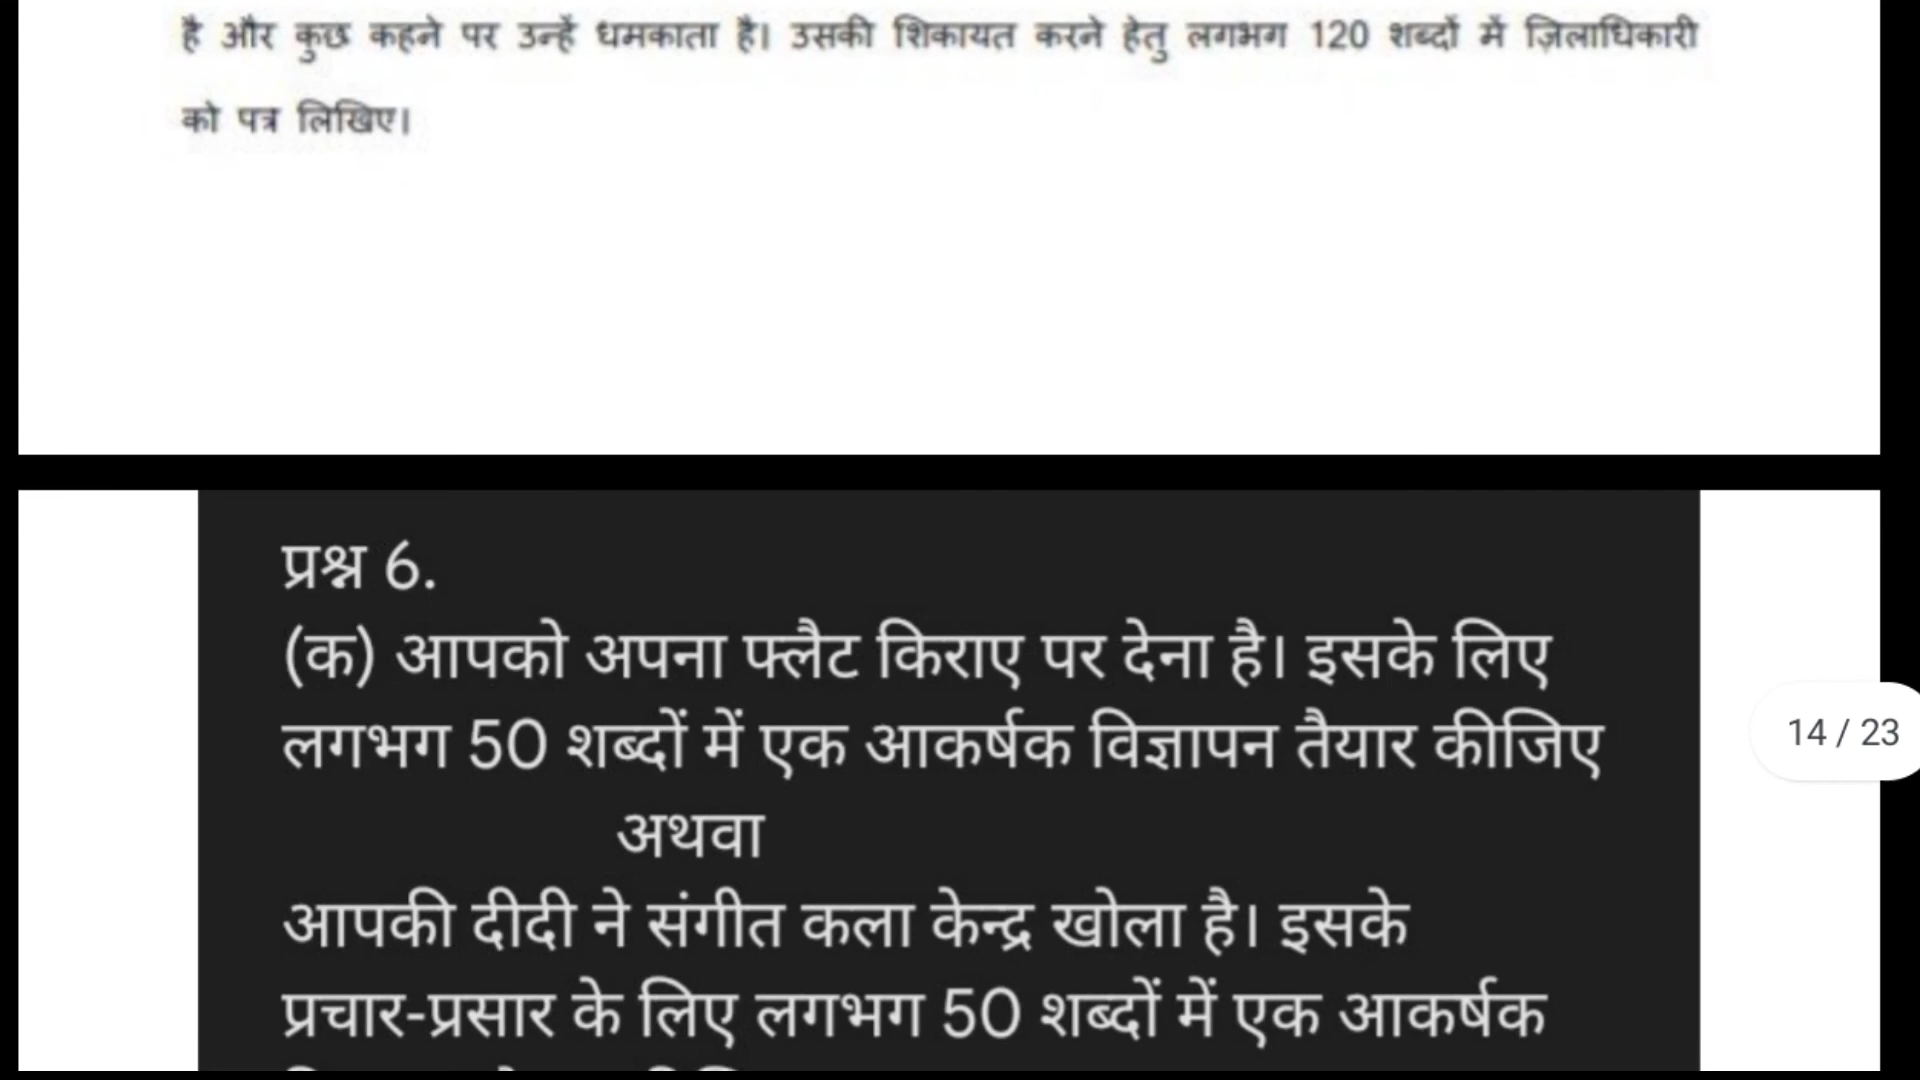 है और कुछ कहने पर उन्हें धमकाता है। उसकी शिकायत करने हेतु लगभग 120 शब्दों में ज़िलाधिकारी
को पत्र लिखिए।
प्रश्न 6.
(क) आपको अपना फ्लैट किराए पर देना है। इसके लिए
लगभग 50 शब्दों में एक आकर्षक विज्ञापन तैयार कीजिए
14 / 23
अथवा
आपकी दीदी ने संगीत कला केन्द्र खोला है। इसके
प्रचार-प्रसार के लिए लगभग 50 शब्दों में एक आकर्षक